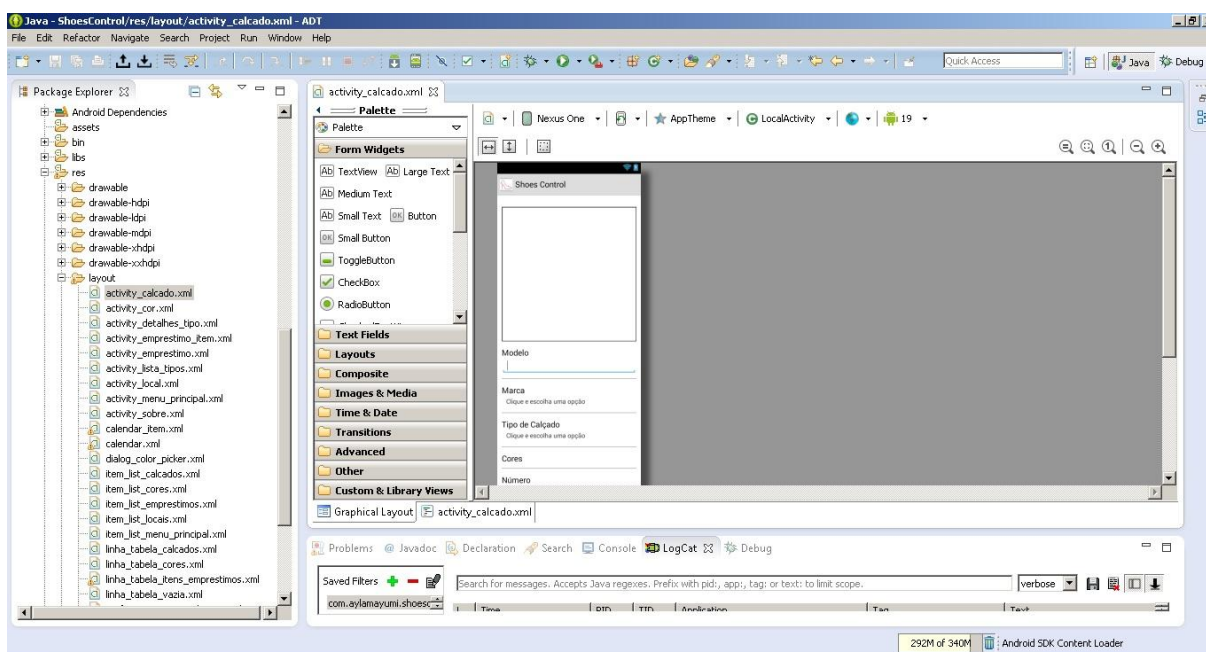 Java - ShoesControl/res/layout/activity_calcado.xml - ADT
File Edit Refactor Navigate Search Project Run Window Help
Quick Access
Java
Debug
Package Explorer
Android Dependencies
assets
bin
libs
res
drawable
drawable-hdpi
drawable-ldpi
drawable-mdpi
drawable-xhdpi
drawable-xxhdpi
layout
activity_calcado.xml
activity_cor.xml
activity_detalhes_tipo.xml
activity_emprestimo_item.xml
activity_emprestimo.xml
activity_lista_tipos.xml
activity_local.xml
activity_menu_principal.xml
activity_sobre.xml
calendar_item.xml
calendar.xml
dialog_color_picker.xml
item_list_calcados.xml
item_list_cores.xml
item_list_emprestimos.xml
item_list_locais.xml
item_list_menu_principal.xml
linha_tabela_calcados.xml
linha_tabela_cores.xml
linha_tabela_itens_emprestimos.xml
linha_tabela_vazia.xml
activity_calcado.xml
Palette
Palette
Form Widgets
Ab TextView Ab Large Text
Ab Medium Text
Ab Small Text OK Button
OK Small Button
ToggleButton
CheckBox
RadioButton
Text Fields
Layouts
Composite
Images & Media
Time & Date
Transitions
Advanced
Other
Custom & Library Views
Nexus One AppTheme LocalActivity 19
Shoes Control
Modelo
Marca
Clique e escolha uma opção
Tipo de Calçado
Clique e escolha uma opção
Cores
Número
Graphical Layout activity_calcado.xml
Problems @ Javadoc Declaration Search Console LogCat Debug
Saved Filters
Search for messages. Accepts Java regexes. Prefix with pid:, app:, tag: or text: to limit scope.
verbose
com.aylamayumi.shoesc
L Time PID TID Application Tag Text
292M of 340M
Android SDK Content Loader